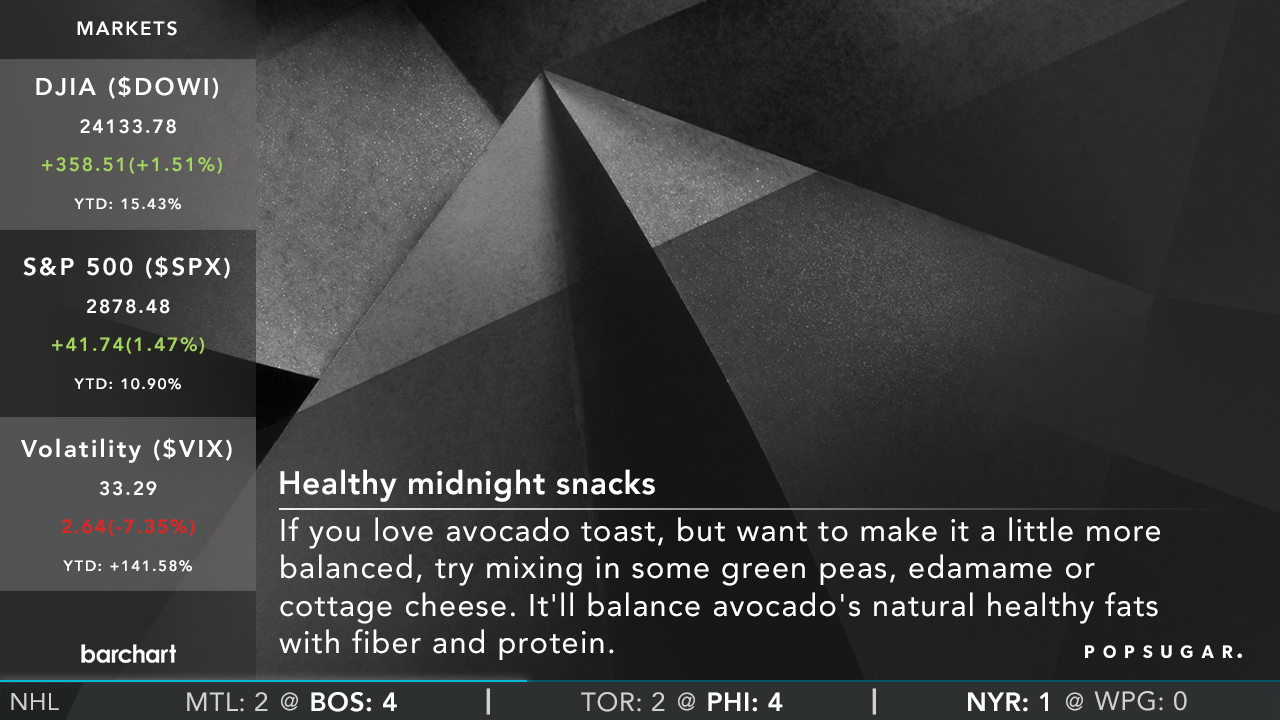 MARKETS
DJIA ($DOWI)
24133.78
+358.51(+1.51%)
YTD: 15.43%
S&P 500 ($SPX)
2878.48
+41.74(1.47%)
YTD: 10.90%
Volatility ($VIX)
33.29
2.64(-7.35%)
YTD: +141.58%
barchart
Healthy midnight snacks
If you love avocado toast, but want to make it a little more
balanced, try mixing in some green peas, edamame or
cottage cheese. It'll balance avocado's natural healthy fats
with fiber and protein.
POPSUGAR.
NHL MTL: 2 @ BOS: 4 | TOR: 2 @ PHI: 4 | NYR: 1 @ WPG: 0